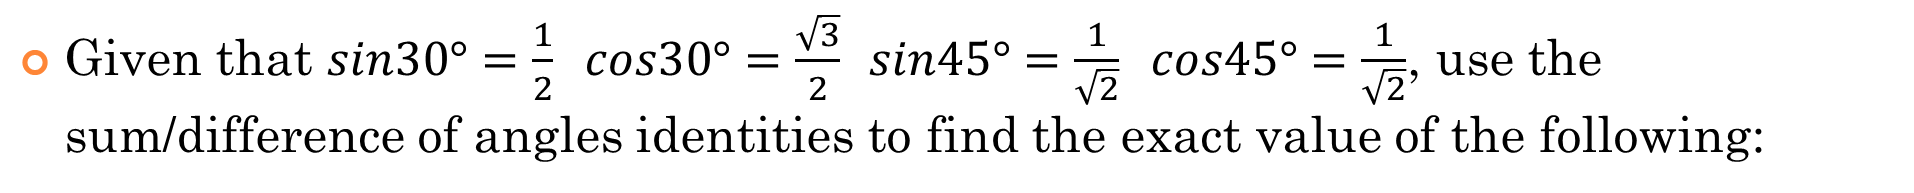 Given that sin30° = 1/2 cos30° = √3/2 sin45° = 1/√2 cos45° = 1/√2, use the
sum/difference of angles identities to find the exact value of the following: